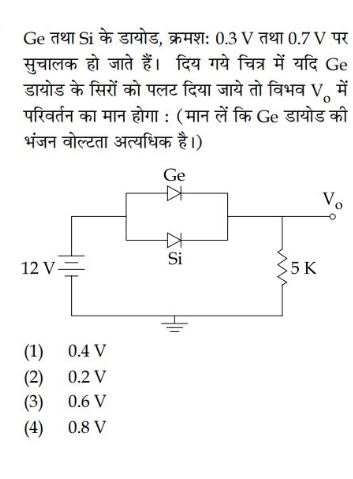 Ge तथा Si के डायोड, क्रमश: 0.3 V तथा 0.7 V पर
सुचालक हो जाते हैं। दिय गये चित्र में यदि Ge
डायोड के सिरों को पलट दिया जाये तो विभव Vo में
परिवर्तन का मान होगा : (मान लें कि Ge डायोड की
भंजन वोल्टता अत्यधिक है।)
Ge
Vo
Si
12 V
5 K
(1) 0.4 V
(2) 0.2 V
(3) 0.6 V
(4) 0.8 V